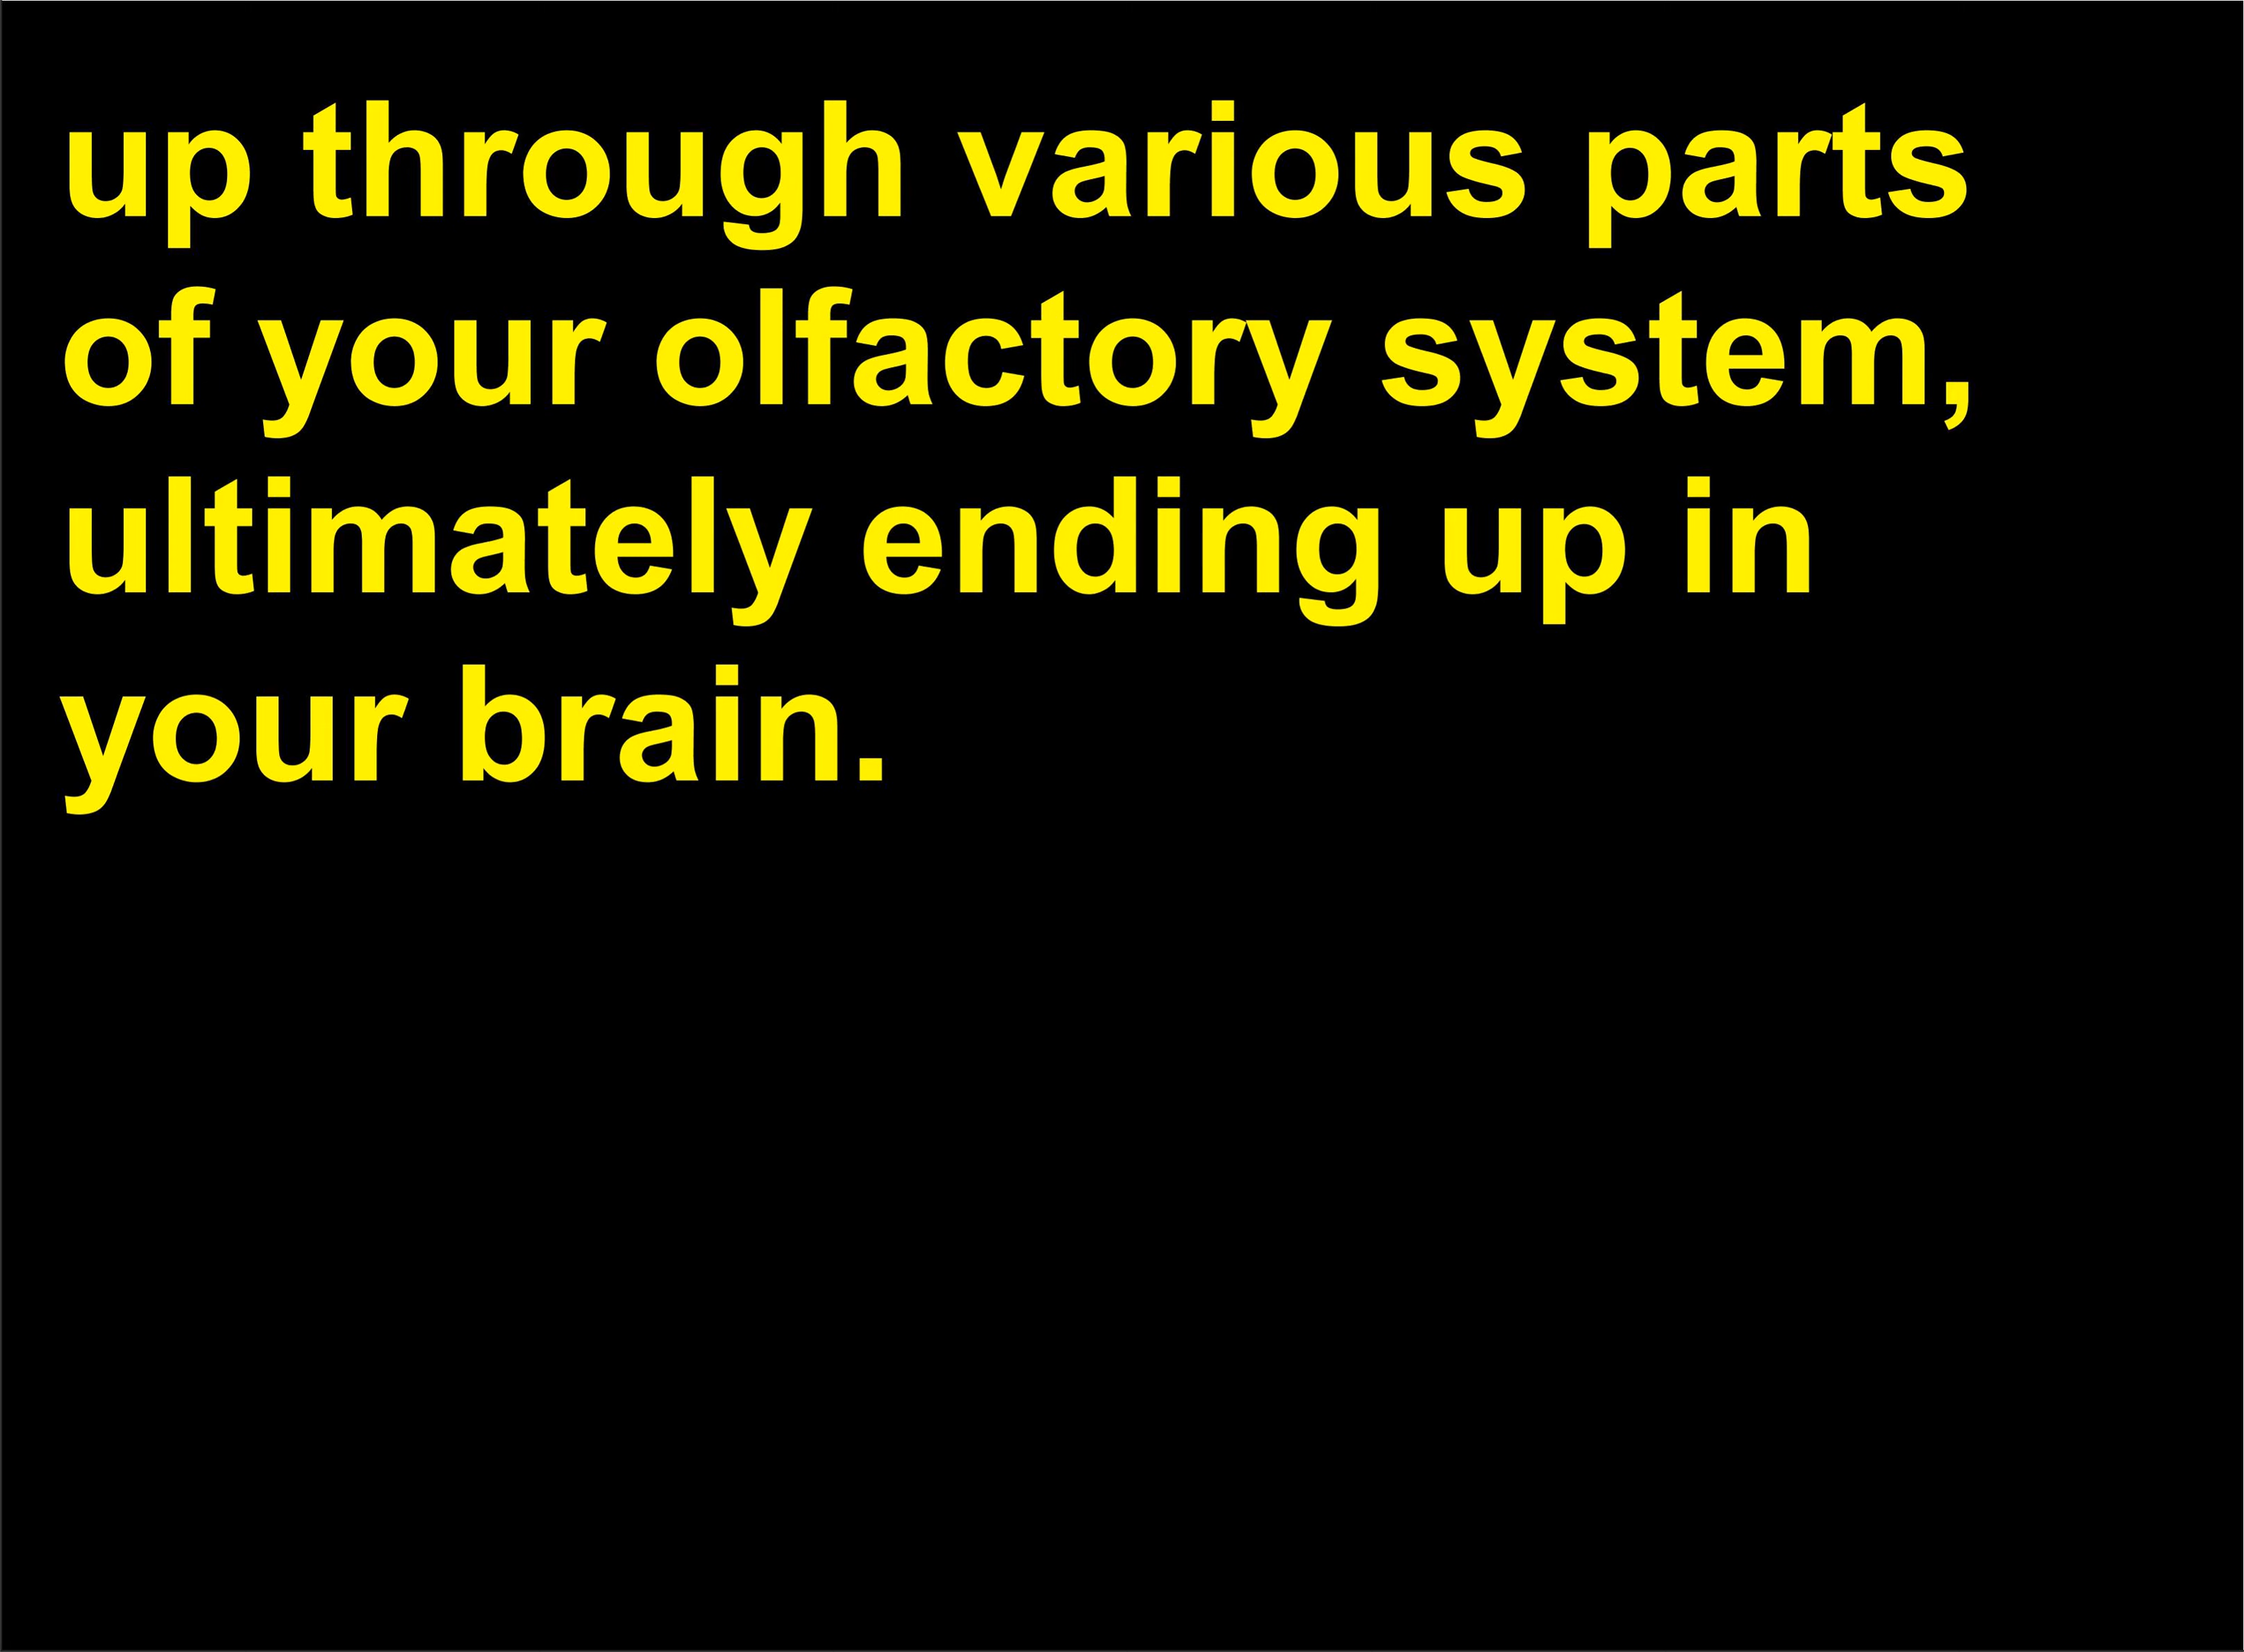 up through various parts
of your olfactory system,
ultimately ending up in
your brain.